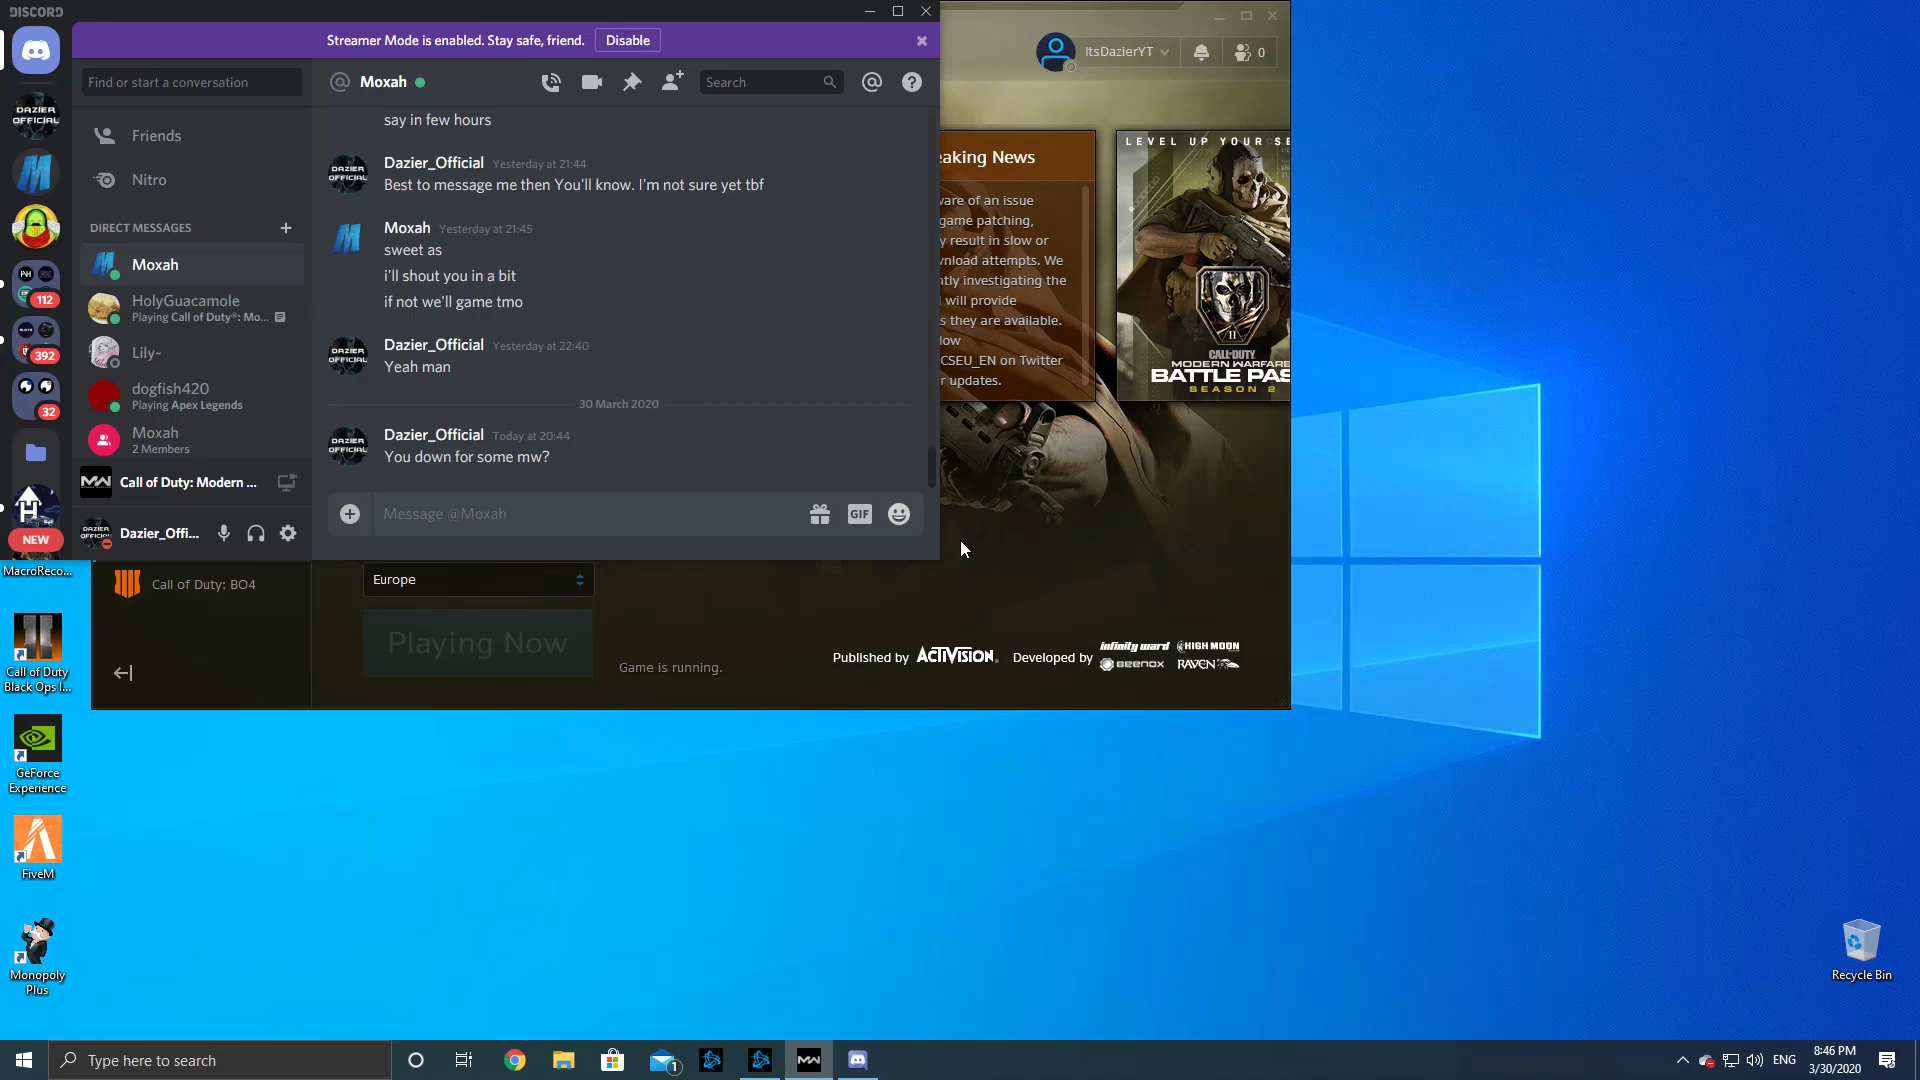 DISCORD
Streamer Mode is enabled. Stay safe, friend.
Disable
Find or start a conversation
Moxah
Search
ItsDazierYT
0
DAZIER
OFFICIAL
Friends
Nitro
DIRECT MESSAGES
Moxah
HolyGuacamole
Playing Call of Duty®: Mo...
Lily~
dogfish420
Playing Apex Legends
Moxah
2 Members
112
392
32
NEW
Call of Duty: Modern ...
Dazier_Offi...
say in few hours
Dazier_Official Yesterday at 21:44
Best to message me then You'll know. I'm not sure yet tbf
Moxah Yesterday at 21:45
sweet as
i'll shout you in a bit
if not we'll game tmo
Dazier_Official Yesterday at 22:40
Yeah man
30 March 2020
Dazier_Official Today at 20:44
You down for some mw?
Message @Moxah
GIF
eaking News
vare of an issue
game patching,
y result in slow or
wnload attempts. We
ntly investigating the
l will provide
s they are available.
low
CSEU_EN on Twitter
r updates.
LEVEL UP YOUR SE
II
CALL OF DUTY
MODERN WARFARE
BATTLE PAS
SEASON 2
Call of Duty: BO4
Europe
Playing Now
Game is running.
Published by ACTIVISION.
Developed by infinity ward HIGH MOON
beenox RAVEN
MacroReco...
Call of Duty
Black Ops I...
GeForce
Experience
FiveM
Monopoly
Plus
Recycle Bin
Type here to search
1
MW
ENG
8:46 PM
3/30/2020